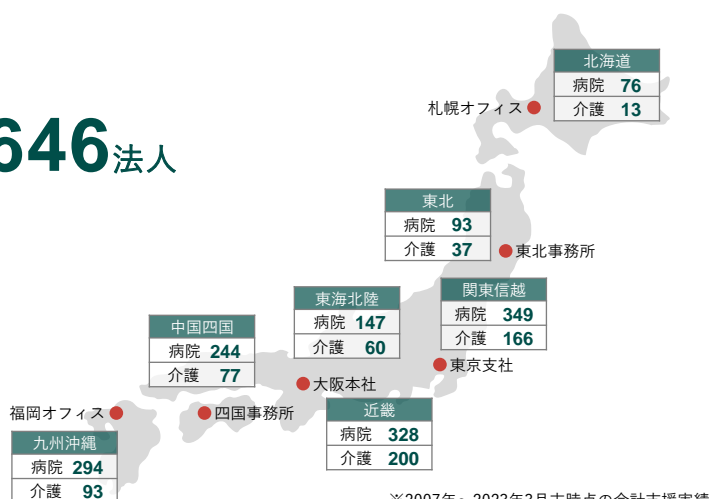 北海道
病院 76
介護 13
札幌オフィス
646法人
東北
病院 93
介護 37
東北事務所
関東信越
病院 349
介護 166
東京支社
東海北陸
病院 147
介護 60
中国四国
病院 244
介護 77
大阪本社
福岡オフィス
四国事務所
近畿
病院 328
介護 200
九州沖縄
病院 294
介護 93